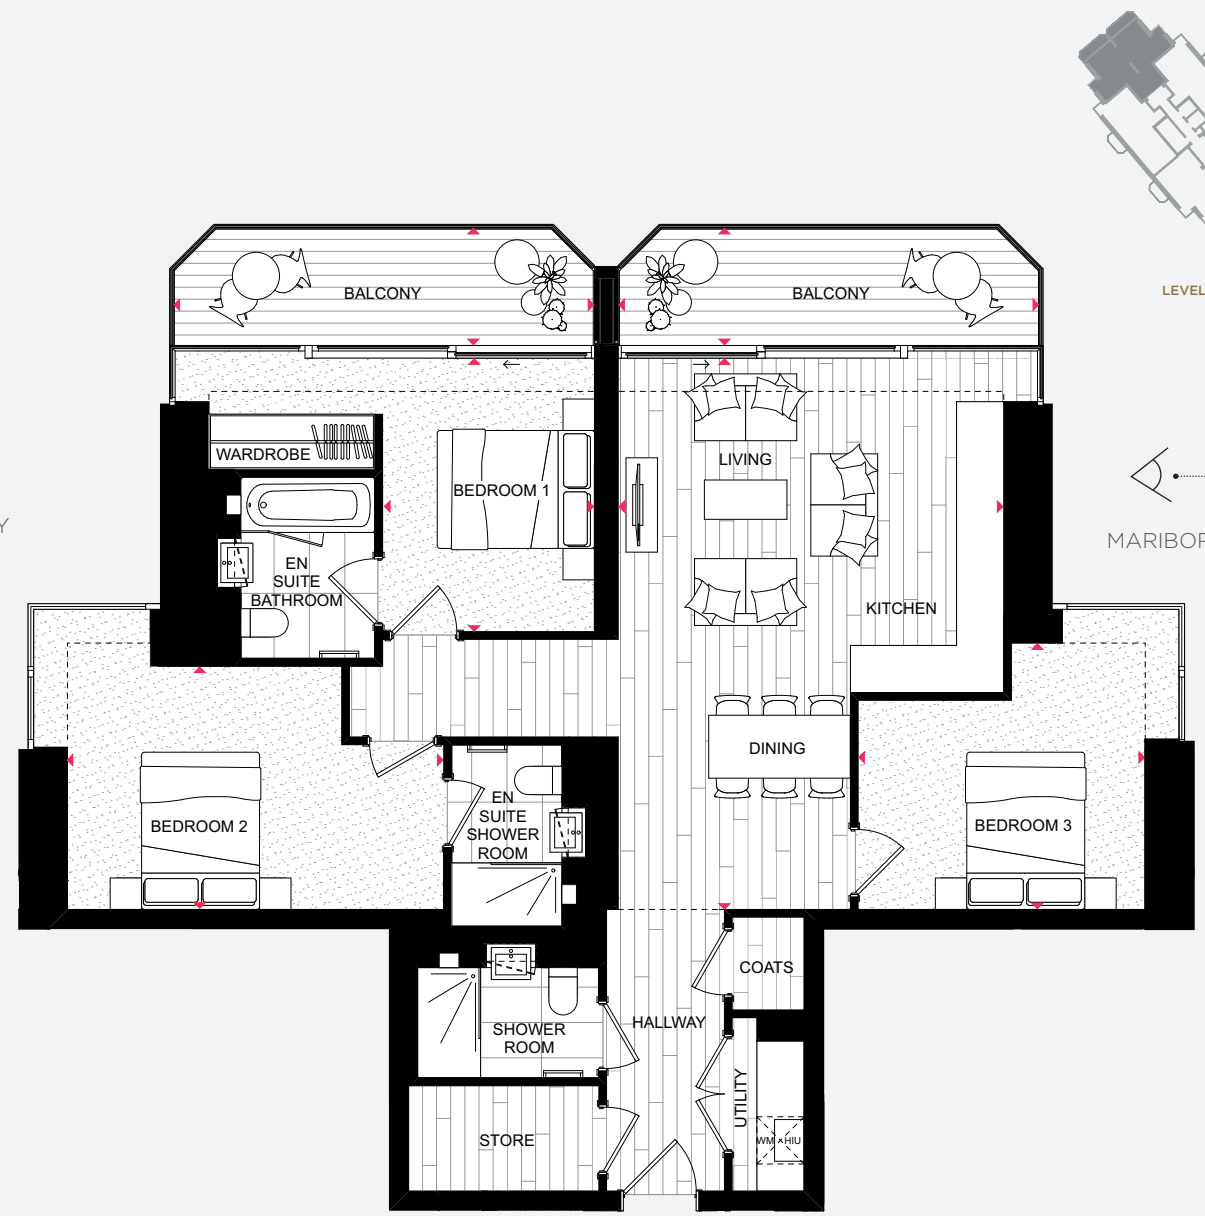 LEVEL
BALCONY
BALCONY
WARDROBE
LIVING
BEDROOM 1
Y
MARIBOR
EN
SUITE
BATHROOM
KITCHEN
DINING
EN
SUITE
SHOWER
ROOM
BEDROOM 2
BEDROOM 3
COATS
HALLWAY
SHOWER
ROOM
UTILITY
STORE
WM
HIU